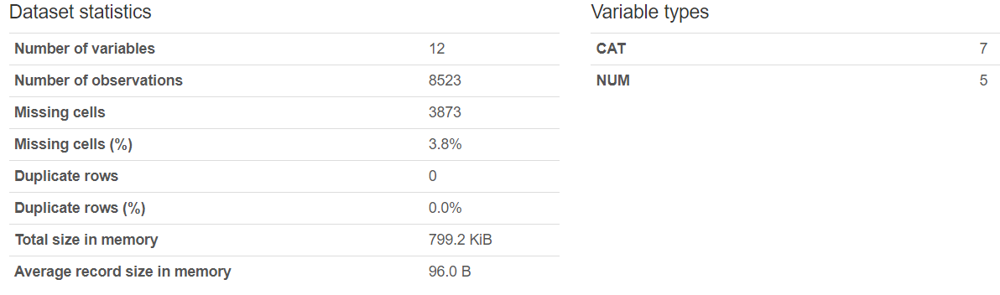 Dataset statistics
Number of variables 12
Number of observations 8523
Missing cells 3873
Missing cells (%) 3.8%
Duplicate rows 0
Duplicate rows (%) 0.0%
Total size in memory 799.2 KiB
Average record size in memory 96.0 B
Variable types
CAT 7
NUM 5